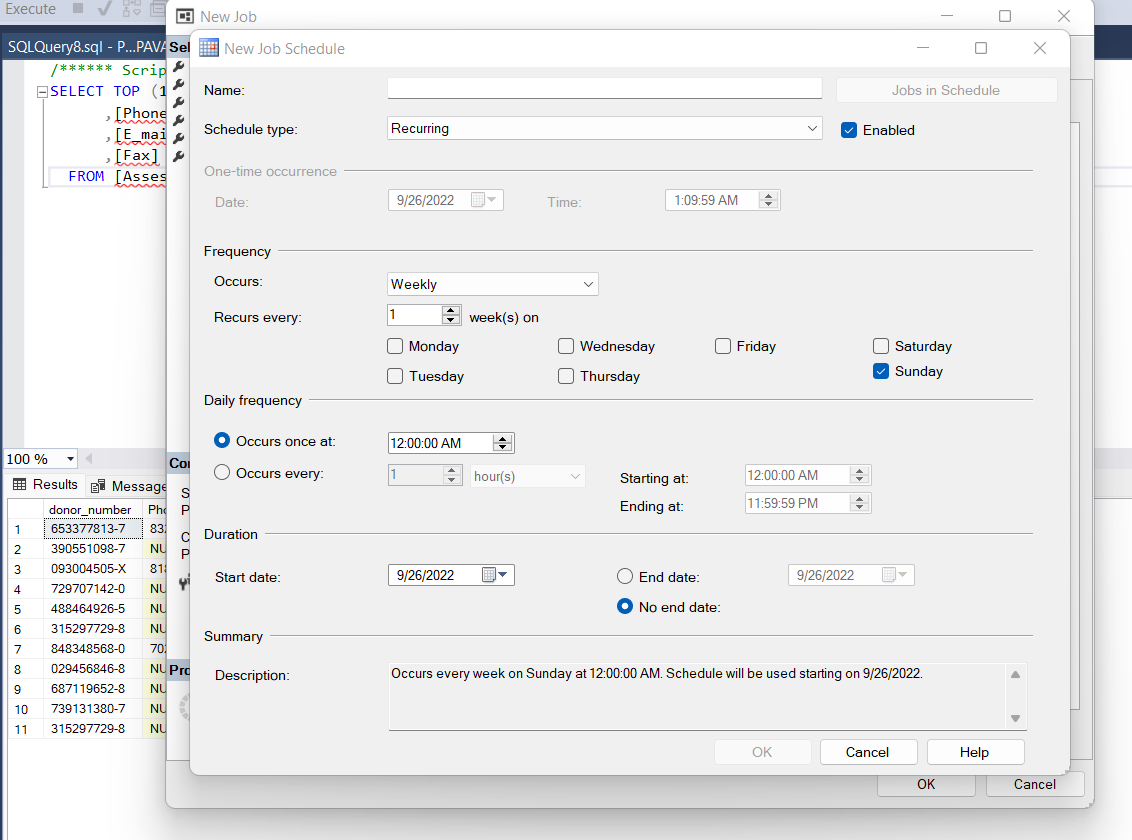 Execute
New Job
SQLQuery8.sql - P...PAVA
Sel
New Job Schedule
/****** Scrip
SELECT TOP (1
,[Phone
,[E_mai
,[Fax]
FROM [Asses
Name:
Jobs in Schedule
Schedule type:
Recurring
Enabled
One-time occurrence
Date:
9/26/2022
Time:
1:09:59 AM
Frequency
Occurs:
Weekly
Recurs every:
1
week(s) on
Monday
Wednesday
Friday
Saturday
Tuesday
Thursday
Sunday
Daily frequency
Occurs once at:
12:00:00 AM
Occurs every:
1
hour(s)
Starting at:
12:00:00 AM
Ending at:
11:59:59 PM
Duration
Start date:
9/26/2022
End date:
9/26/2022
No end date:
Summary
Description:
Occurs every week on Sunday at 12:00:00 AM. Schedule will be used starting on 9/26/2022.
OK
Cancel
Help
OK
Cancel
100 %
Con
Results
Message
S
P
C
P
Pro
donor_number Pho
1 653377813-7 832
2 390551098-7 NU
3 093004505-X 818
4 729707142-0 NU
5 488464926-5 NU
6 315297729-8 NU
7 848348568-0 702
8 029456846-8 NU
9 687119652-8 NU
10 739131380-7 NU
11 315297729-8 NU